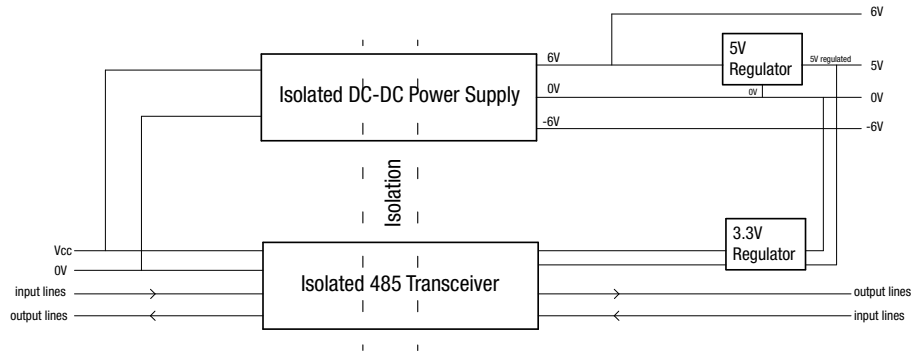 6V
6V
5V
Regulator
5V regulated
5V
Isolated DC-DC Power Supply
0V
0V
0V
-6V
-6V
Isolation
3.3V
Regulator
Vcc
0V
Isolated 485 Transceiver
input lines
output lines
output lines
input lines